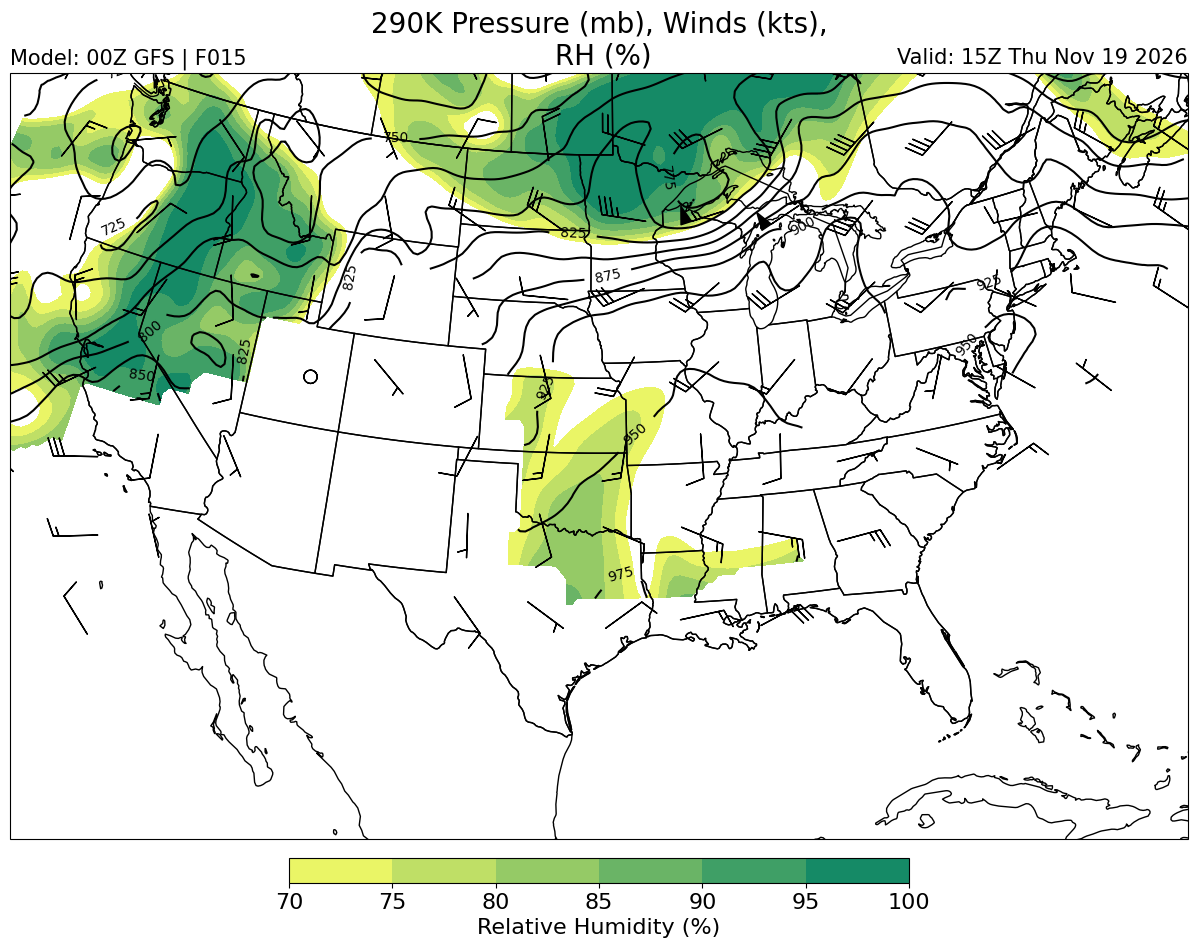 290K Pressure (mb), Winds (kts),
RH (%)
Model: 00Z GFS | F015
Valid: 15Z Thu Nov 19 2026
750
725
825
825
875
900
925
800
825
850
925
950
950
975
70 75 80 85 90 95 100
Relative Humidity (%)